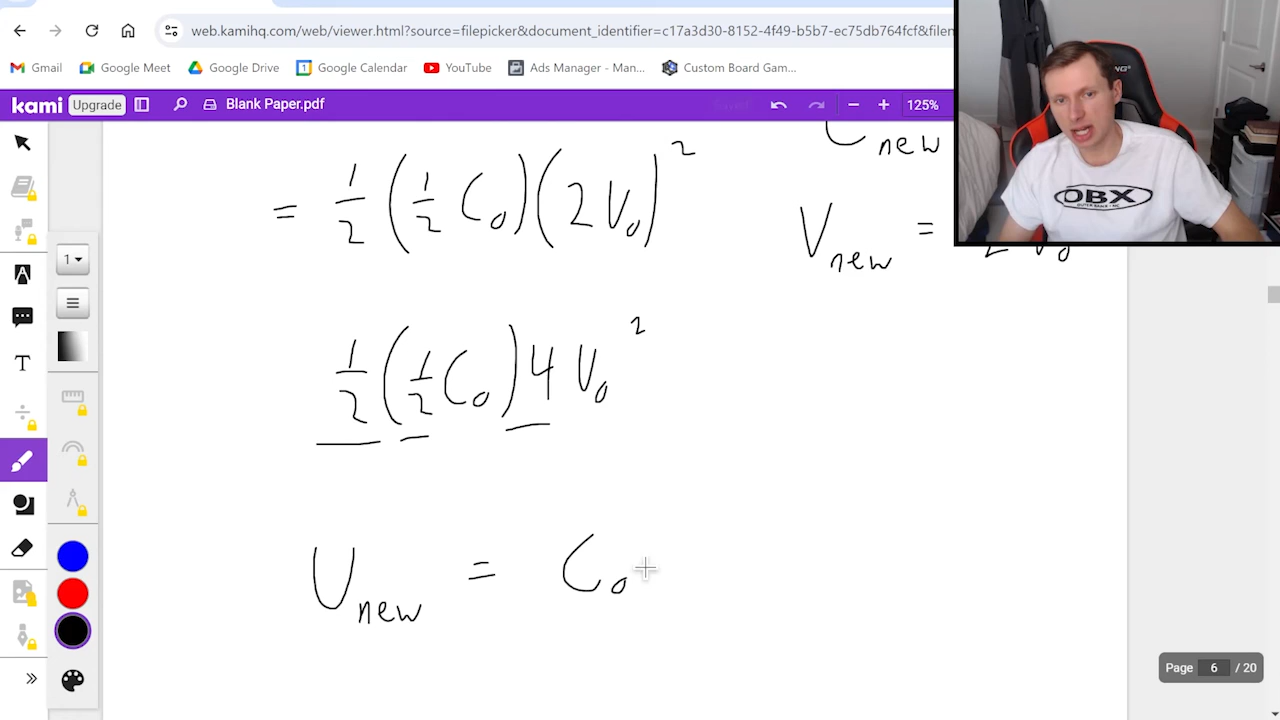 web.kamihq.com/web/viewer.html?source=filepicker&document_identifier=c17a3d30-8152-4f49-b5b7-ec75db764fcf&filen
Gmail Google Meet Google Drive Google Calendar YouTube Ads Manager - Man... Custom Board Gam...
kami Upgrade Blank Paper.pdf 125%
C new
= 1/2 (1/2 C₀)(2V₀)²
V new = 2 V₀
1/2 (1/2 C₀) 4 V₀²
U new = C₀
1
T
OBX
Page 6 / 20